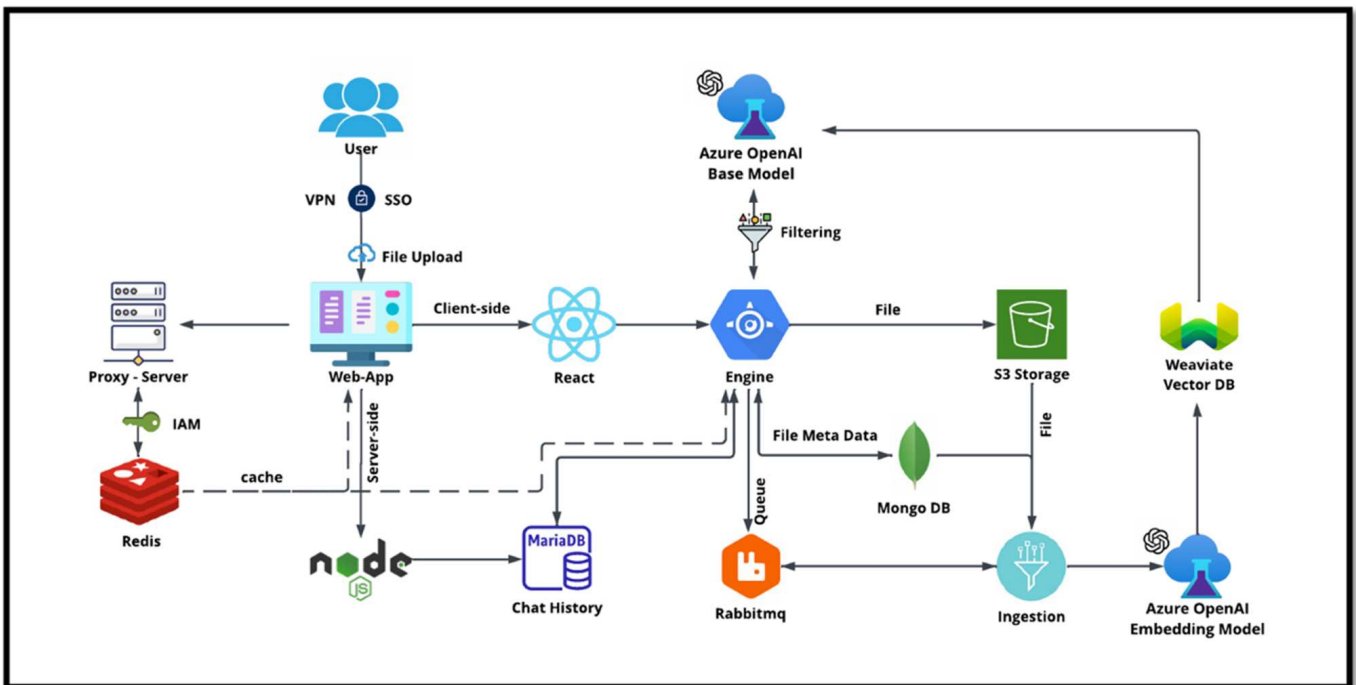 User
VPN
SSO
File Upload
Azure OpenAI
Base Model
Filtering
Client-side
File
Proxy - Server
Web-App
React
Engine
S3 Storage
Weaviate
Vector DB
IAM
Server-side
File Meta Data
File
cache
Queue
Mongo DB
Redis
node
JS
MariaDB
Chat History
Rabbitmq
Ingestion
Azure OpenAI
Embedding Model